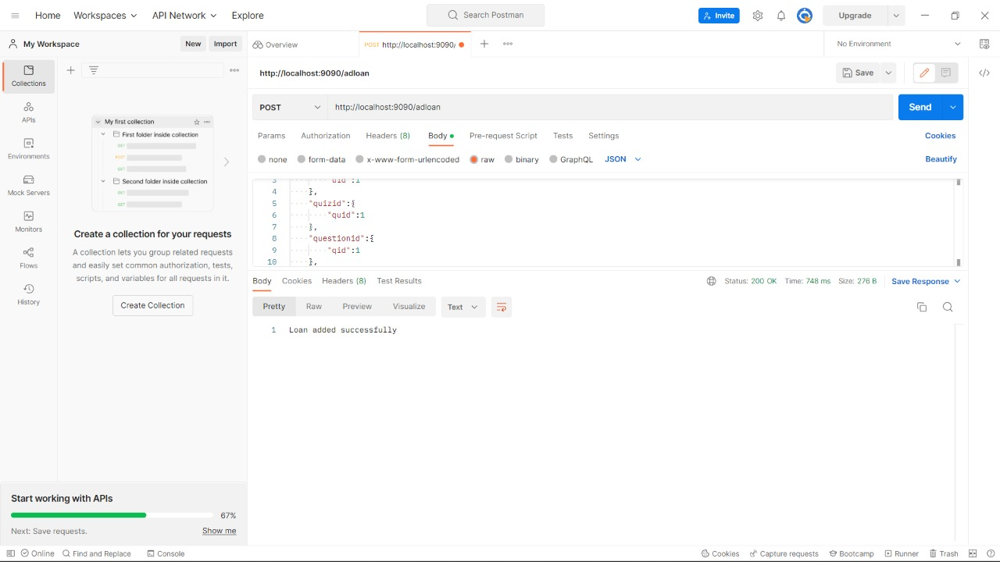 Home Workspaces API Network Explore Search Postman Invite Upgrade
My Workspace New Import Overview POST http://localhost:9090/ No Environment
Collections
APIs
Environments
Mock Servers
Monitors
Flows
History
My first collection
First folder inside collection
GET
POST
GET
Second folder inside collection
GET
GET
Create a collection for your requests
A collection lets you group related requests
and easily set common authorization, tests,
scripts, and variables for all requests in it.
Create Collection
Start working with APIs
67%
Next: Save requests. Show me
http://localhost:9090/adloan Save
POST http://localhost:9090/adloan Send
Params Authorization Headers (8) Body Pre-request Script Tests Settings Cookies
none form-data x-www-form-urlencoded raw binary GraphQL JSON Beautify
3 "uid":1
4 },
5 "quizid":{
6 "quid":1
7 },
8 "questionid":{
9 "qid":1
10 },
Body Cookies Headers (8) Test Results Status: 200 OK Time: 748 ms Size: 276 B Save Response
Pretty Raw Preview Visualize Text
1 Loan added successfully
Online Find and Replace Console Cookies Capture requests Bootcamp Runner Trash